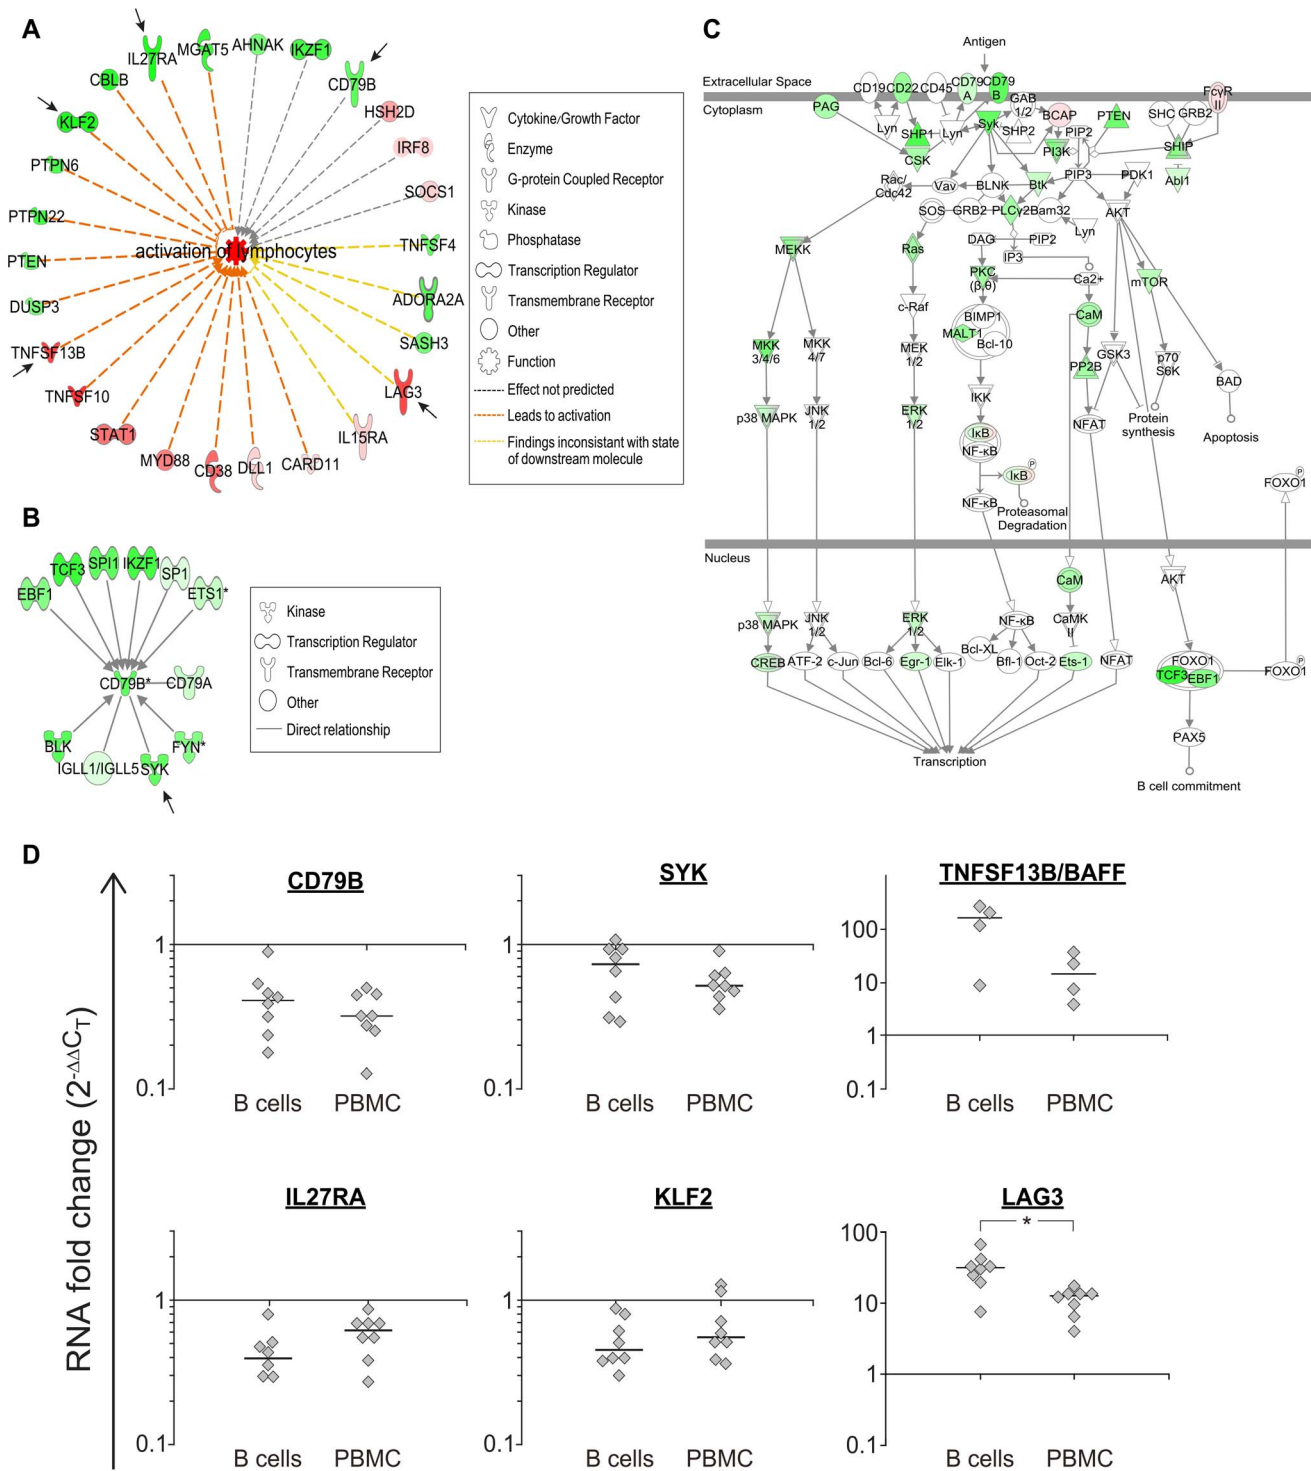 A
IL27RA
MGAT5
AHNAK
IKZF1
CD79B
CBLB
HSH2D
KLF2
IRF8
PTPN6
SOCS1
PTPN22
TNFSF4
activation of lymphocytes
PTEN
ADORA2A
DUSP3
SASH3
TNFSF13B
LAG3
TNFSF10
IL15RA
STAT1
MYD88
CD38
DLL1
CARD11
Cytokine/Growth Factor
Enzyme
G-protein Coupled Receptor
Kinase
Phosphatase
Transcription Regulator
Transmembrane Receptor
Other
Function
Effect not predicted
Leads to activation
Findings inconsistant with state
of downstream molecule
B
EBF1
TCF3
SPI1
IKZF1
SP1
ETS1*
CD79B*
CD79A
BLK
IGLL1/IGLL5
SYK
FYN*
Kinase
Transcription Regulator
Transmembrane Receptor
Other
Direct relationship
C
Antigen
Extracellular Space
Cytoplasm
CD19
CD22
CD45
CD79
A
CD79
B
GAB
1/2
FcγR
II
PAG
Lyn
SHP1
Lyn
Syk
SHP2
BCAP
PIP2
PTEN
SHC
GRB2
CSK
PI3K
SHIP
Rac/
Cdc42
Vav
BLNK
Btk
PIP3
PDK1
Abl1
SOS
GRB2
PLCγ2
Bam32
AKT
Lyn
MEKK
Ras
DAG
PIP2
IP3
PKC
(β,θ)
Ca2+
mTOR
c-Raf
BIMP1
MALT1
Bcl-10
CaM
MKK
3/4/6
MKK
4/7
MEK
1/2
GSK3
p70
S6K
PP2B
BAD
IKK
p38 MAPK
JNK
1/2
ERK
1/2
NFAT
Protein
synthesis
Apoptosis
IκB
NF-κB
P
IκB
P
FOXO1
NF-κB
Proteasomal
Degradation
Nucleus
CaM
AKT
p38 MAPK
JNK
1/2
ERK
1/2
NF-κB
CaMK
II
CREB
ATF-2
c-Jun
Bcl-6
Egr-1
Elk-1
Bcl-XL
Bfl-1
Oct-2
Ets-1
NFAT
FOXO1
TCF3
EBF1
P
FOXO1
PAX5
Transcription
B cell commitment
D
RNA fold change (2^-ΔΔC_T)
CD79B
1
0.1
B cells
PBMC
SYK
1
0.1
B cells
PBMC
TNFSF13B/BAFF
100
10
1
0.1
B cells
PBMC
IL27RA
1
0.1
B cells
PBMC
KLF2
1
0.1
B cells
PBMC
LAG3
*
100
10
1
0.1
B cells
PBMC